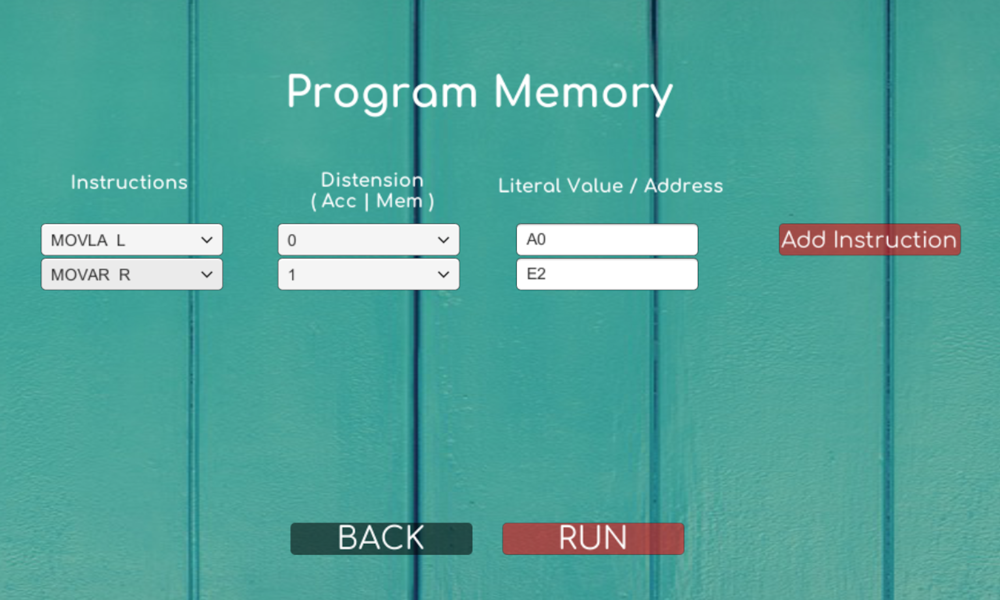 Program Memory
Instructions
Distension
( Acc | Mem )
Literal Value / Address
MOVLA L
0
A0
Add Instruction
MOVAR R
1
E2
BACK
RUN